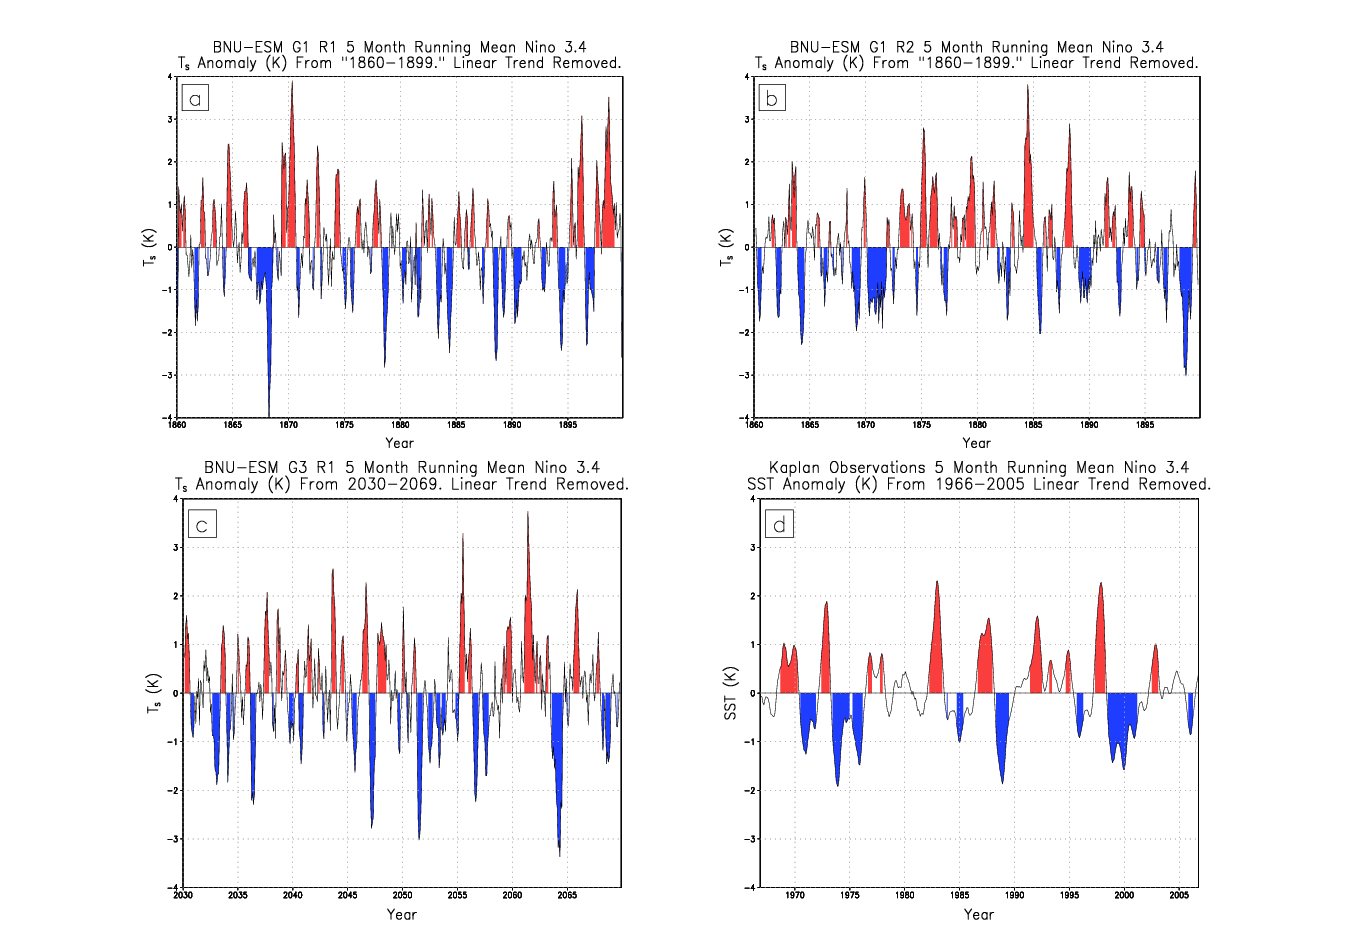 BNU-ESM G1 R1 5 Month Running Mean Nino 3.4
Ts Anomaly (K) From "1860-1899." Linear Trend Removed.
a
4
3
2
1
0
-1
-2
-3
-4
Ts (K)
1860 1865 1870 1875 1880 1885 1890 1895
Year
BNU-ESM G1 R2 5 Month Running Mean Nino 3.4
Ts Anomaly (K) From "1860-1899." Linear Trend Removed.
b
4
3
2
1
0
-1
-2
-3
-4
Ts (K)
1860 1865 1870 1875 1880 1885 1890 1895
Year
BNU-ESM G3 R1 5 Month Running Mean Nino 3.4
Ts Anomaly (K) From 2030-2069. Linear Trend Removed.
c
4
3
2
1
0
-1
-2
-3
-4
Ts (K)
2030 2035 2040 2045 2050 2055 2060 2065
Year
Kaplan Observations 5 Month Running Mean Nino 3.4
SST Anomaly (K) From 1966-2005 Linear Trend Removed.
d
4
3
2
1
0
-1
-2
-3
-4
SST (K)
1970 1975 1980 1985 1990 1995 2000 2005
Year